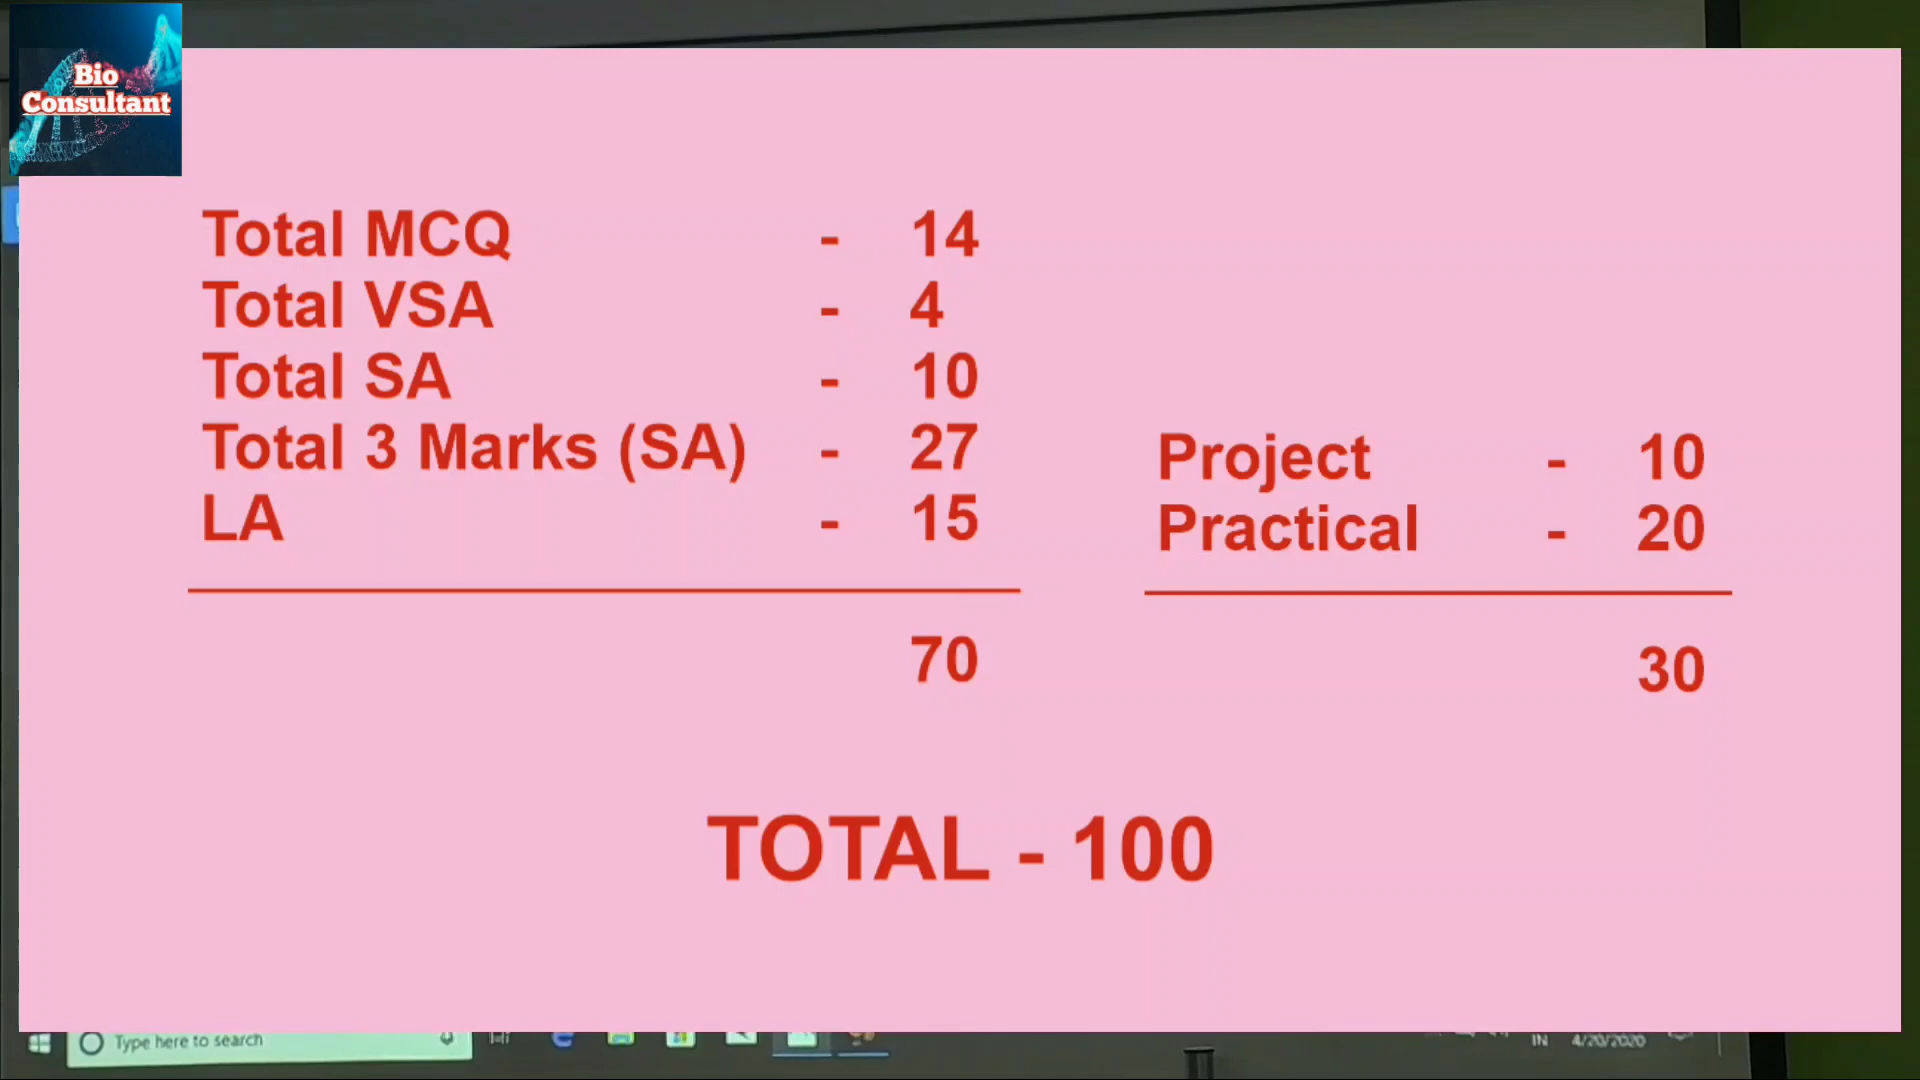 Bio
Consultant
Total MCQ - 14
Total VSA - 4
Total SA - 10
Total 3 Marks (SA) - 27
LA - 15
70
Project - 10
Practical - 20
30
TOTAL - 100
Type here to search
IN 4/20/2020